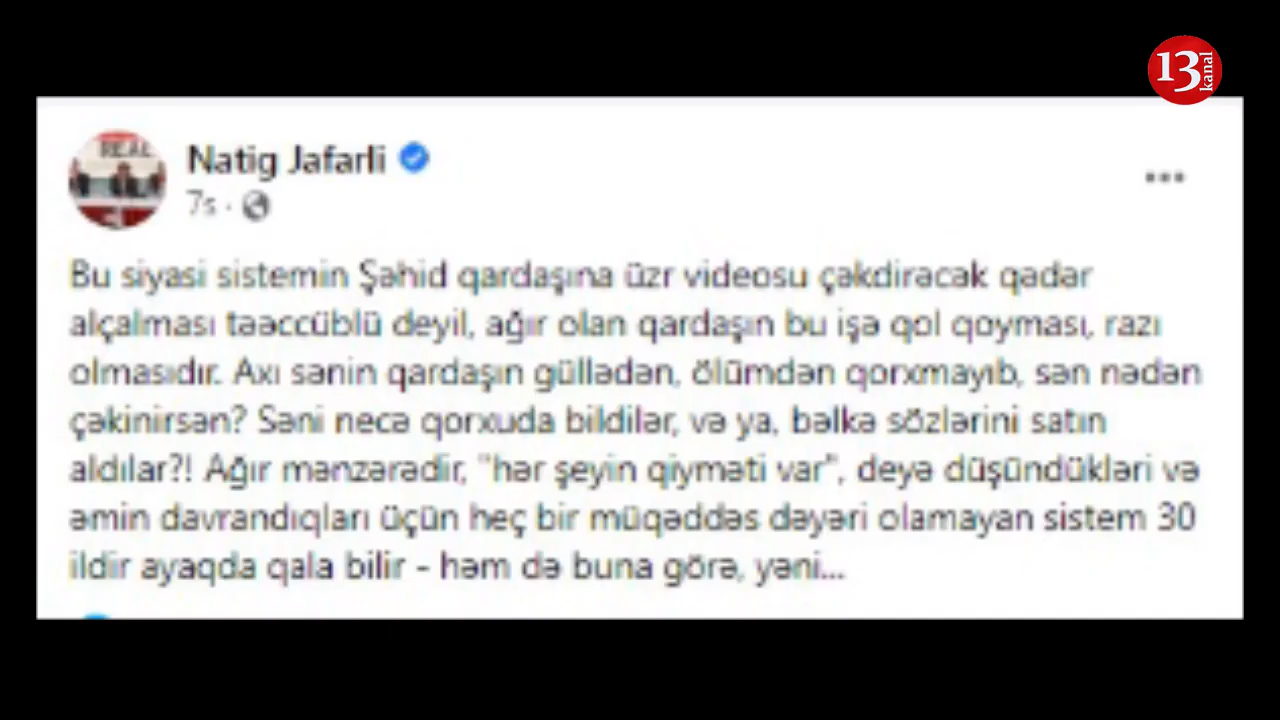 13 kanal
REAL
Natig Jafarli
7s ·
Bu siyasi sistemin Şəhid qardaşına üzr videosu çəkdirəcək qədər
alçalması təəccüblü deyil, ağır olan qardaşın bu işə qol qoyması, razı
olmasıdır. Axı sənin qardaşın güllədən, ölümdən qorxmayıb, sən nədən
çəkinirsən? Səni necə qorxuda bildilər, və ya, bəlkə sözlərini satın
aldılar?! Ağır mənzərədir, "hər şeyin qiyməti var", deyə düşündükləri və
əmin davrandıqları üçün heç bir müqəddəs dəyəri olamayan sistem 30
ildir ayaqda qala bilir - həm də buna görə, yəni...